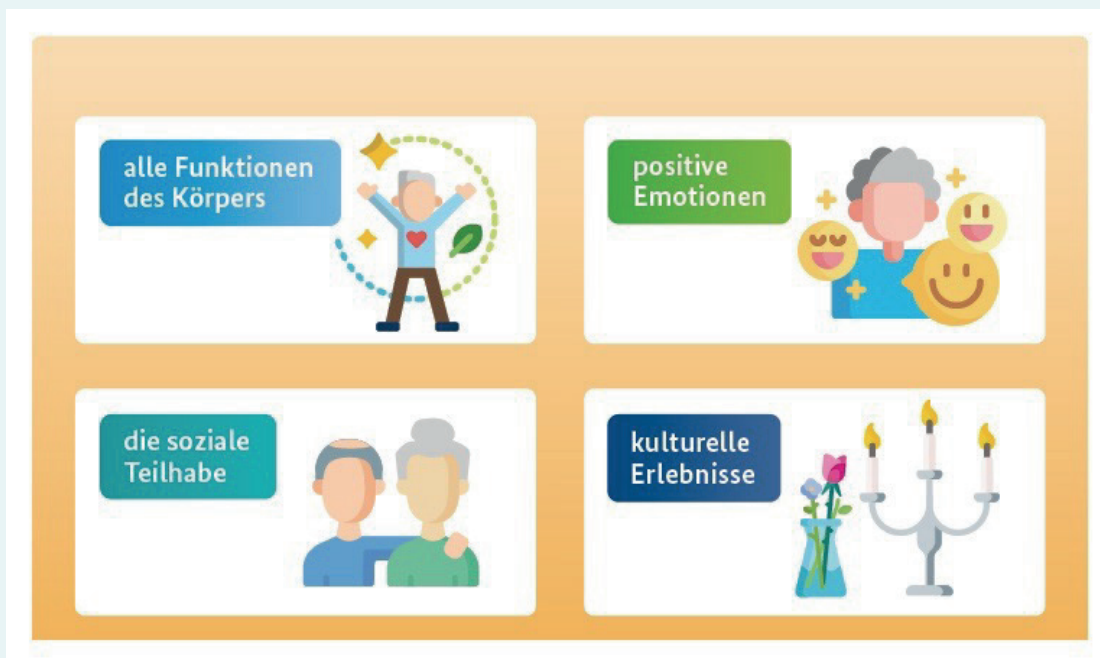 alle Funktionen
des Körpers
positive
Emotionen
die soziale
Teilhabe
kulturelle
Erlebnisse